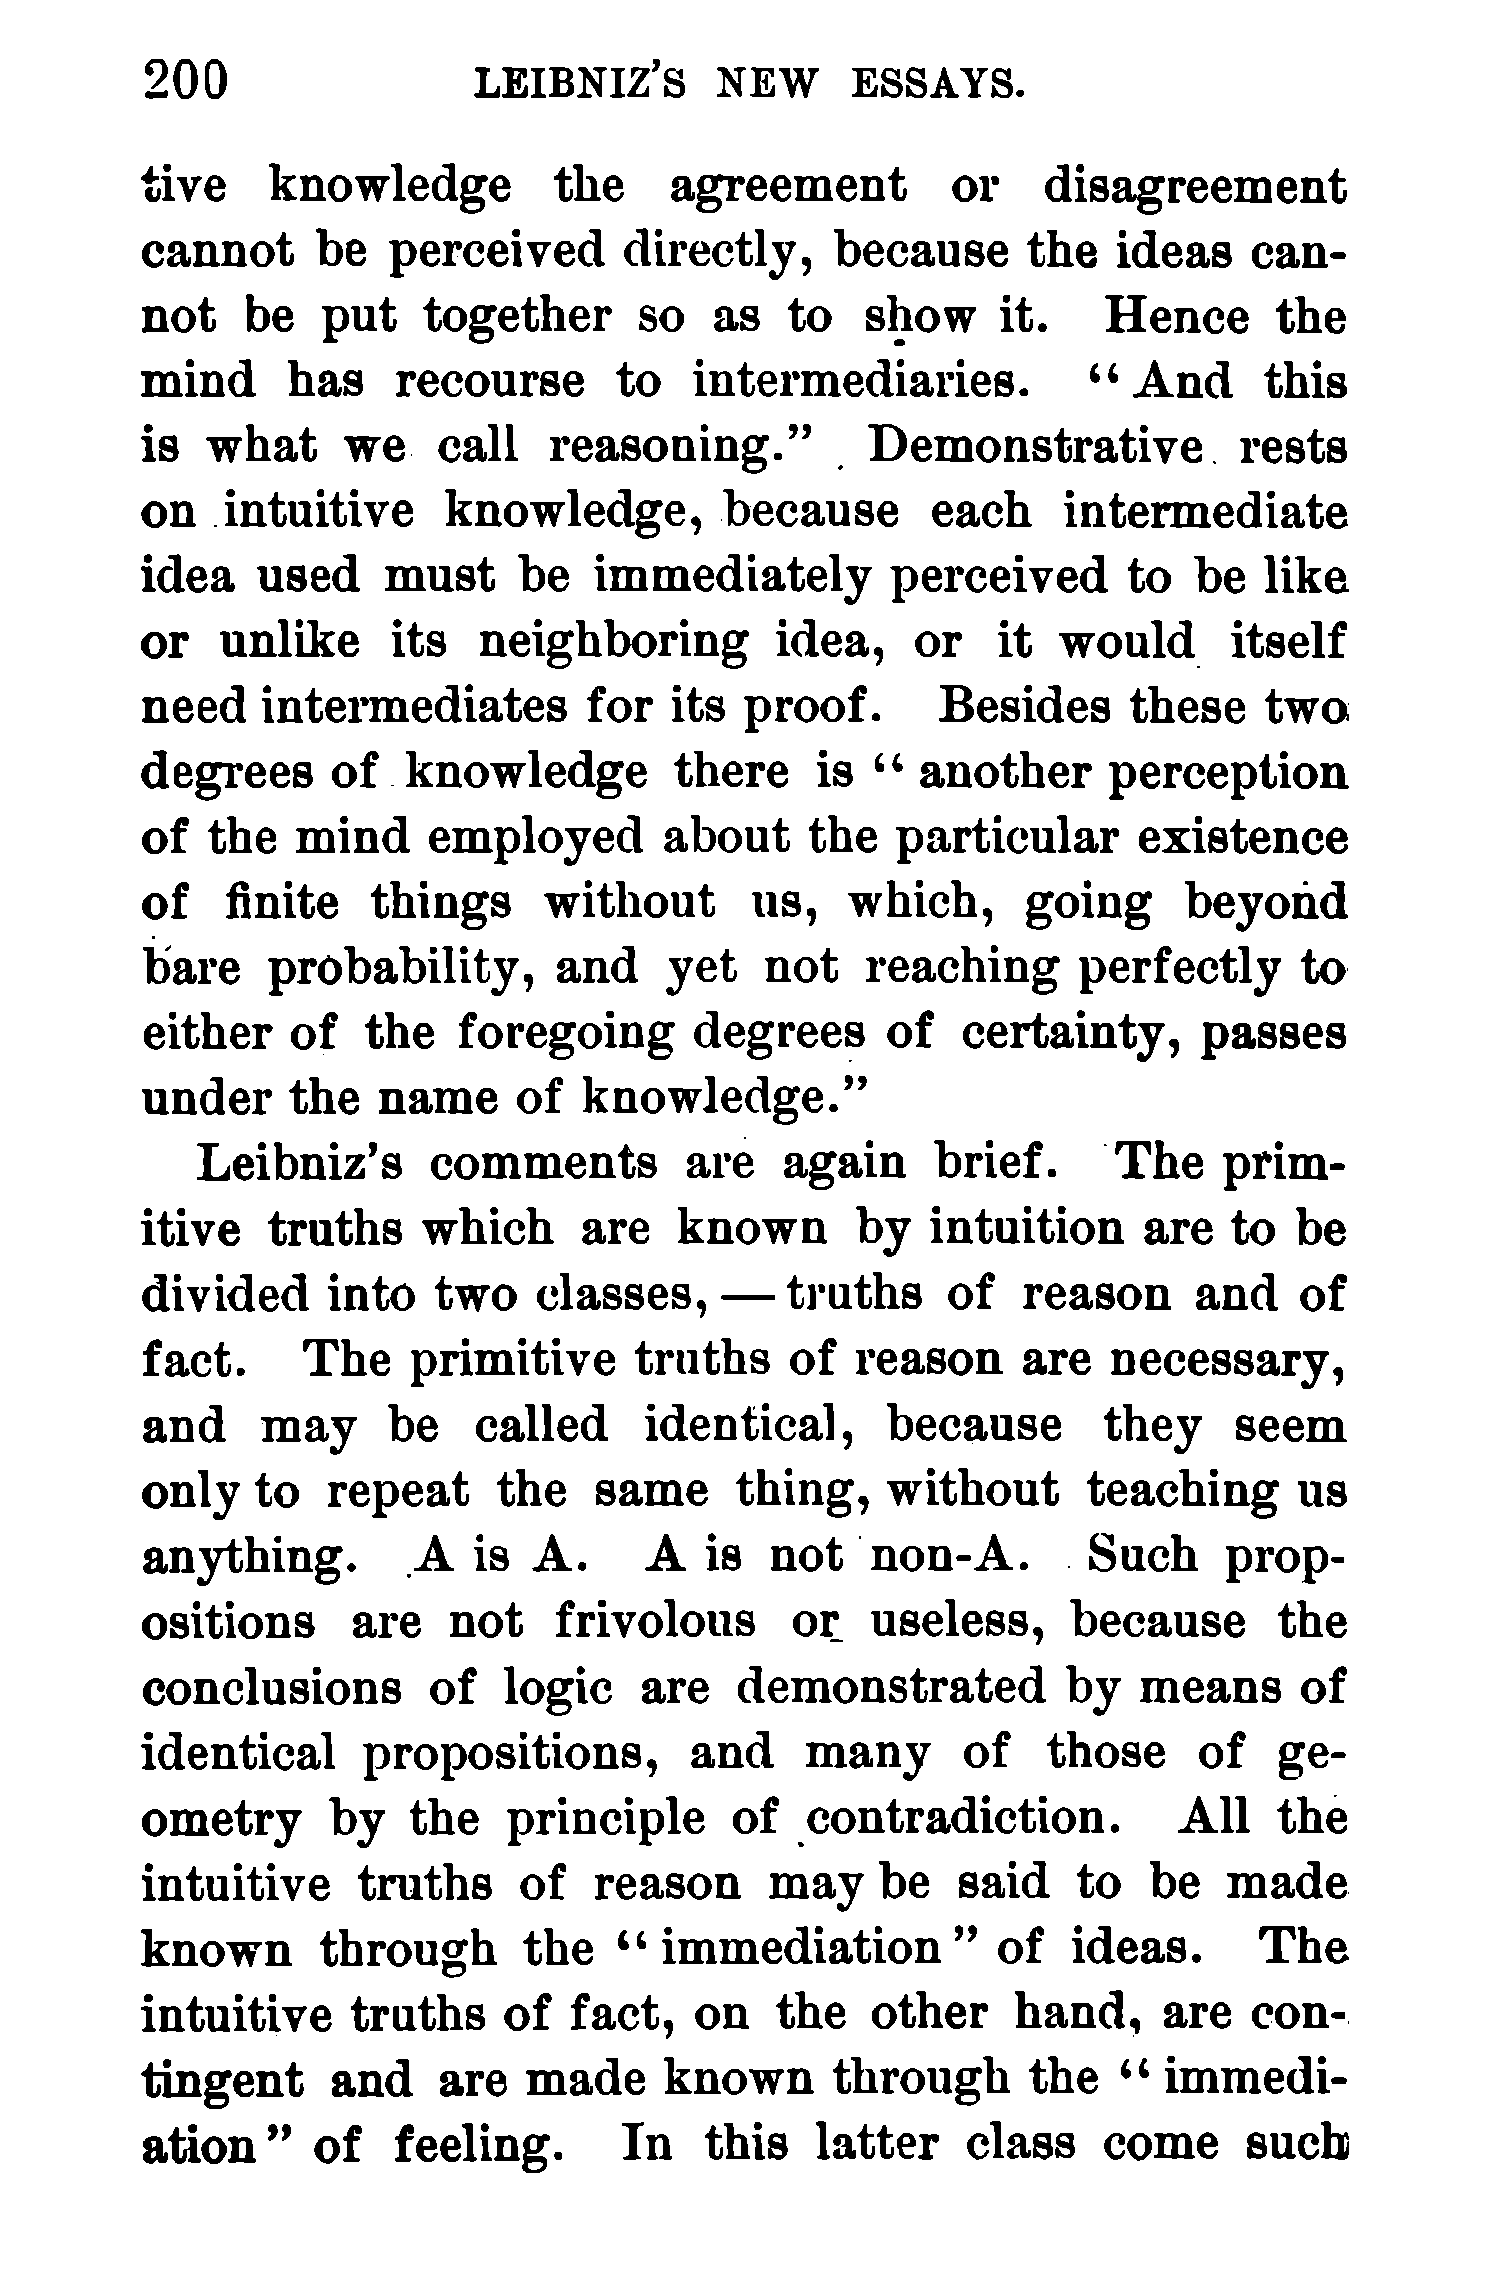 200 LEIBNIZ'S NEW ESSAYS.
tive knowledge the agreement or disagreement
cannot be perceived directly, because the ideas can-
not be put together so as to show it. Hence the
mind has recourse to intermediaries. “And this
is what we call reasoning.” Demonstrative rests
on intuitive knowledge, because each intermediate
idea used must be immediately perceived to be like
or unlike its neighboring idea, or it would itself
need intermediates for its proof. Besides these two
degrees of knowledge there is “another perception
of the mind employed about the particular existence
of finite things without us, which, going beyond
bare probability, and yet not reaching perfectly to
either of the foregoing degrees of certainty, passes
under the name of knowledge.”
Leibniz's comments are again brief. The prim-
itive truths which are known by intuition are to be
divided into two classes, — truths of reason and of
fact. The primitive truths of reason are necessary,
and may be called identical, because they seem
only to repeat the same thing, without teaching us
anything. A is A. A is not non-A. Such prop-
ositions are not frivolous or useless, because the
conclusions of logic are demonstrated by means of
identical propositions, and many of those of ge-
ometry by the principle of contradiction. All the
intuitive truths of reason may be said to be made
known through the “immediation” of ideas. The
intuitive truths of fact, on the other hand, are con-
tingent and are made known through the “immedi-
ation” of feeling. In this latter class come such